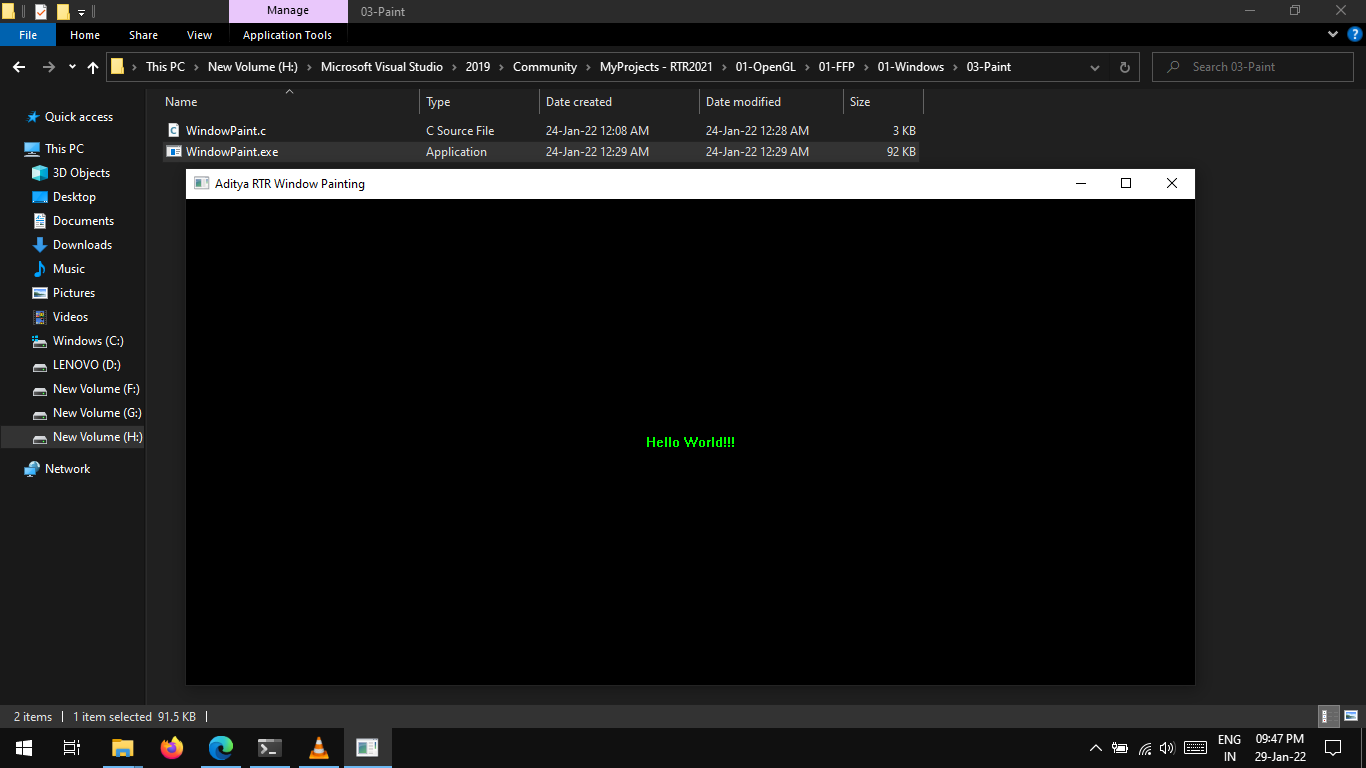 Manage
03-Paint
File
Home
Share
View
Application Tools
This PC
New Volume (H:)
Microsoft Visual Studio
2019
Community
MyProjects - RTR2021
01-OpenGL
01-FFP
01-Windows
03-Paint
Search 03-Paint
Name
Type
Date created
Date modified
Size
WindowPaint.c
C Source File
24-Jan-22 12:08 AM
24-Jan-22 12:28 AM
3 KB
WindowPaint.exe
Application
24-Jan-22 12:29 AM
24-Jan-22 12:29 AM
92 KB
Quick access
This PC
3D Objects
Desktop
Documents
Downloads
Music
Pictures
Videos
Windows (C:)
LENOVO (D:)
New Volume (F:)
New Volume (G:)
New Volume (H:)
Network
Aditya RTR Window Painting
Hello World!!!
2 items
1 item selected 91.5 KB
ENG
IN
09:47 PM
29-Jan-22